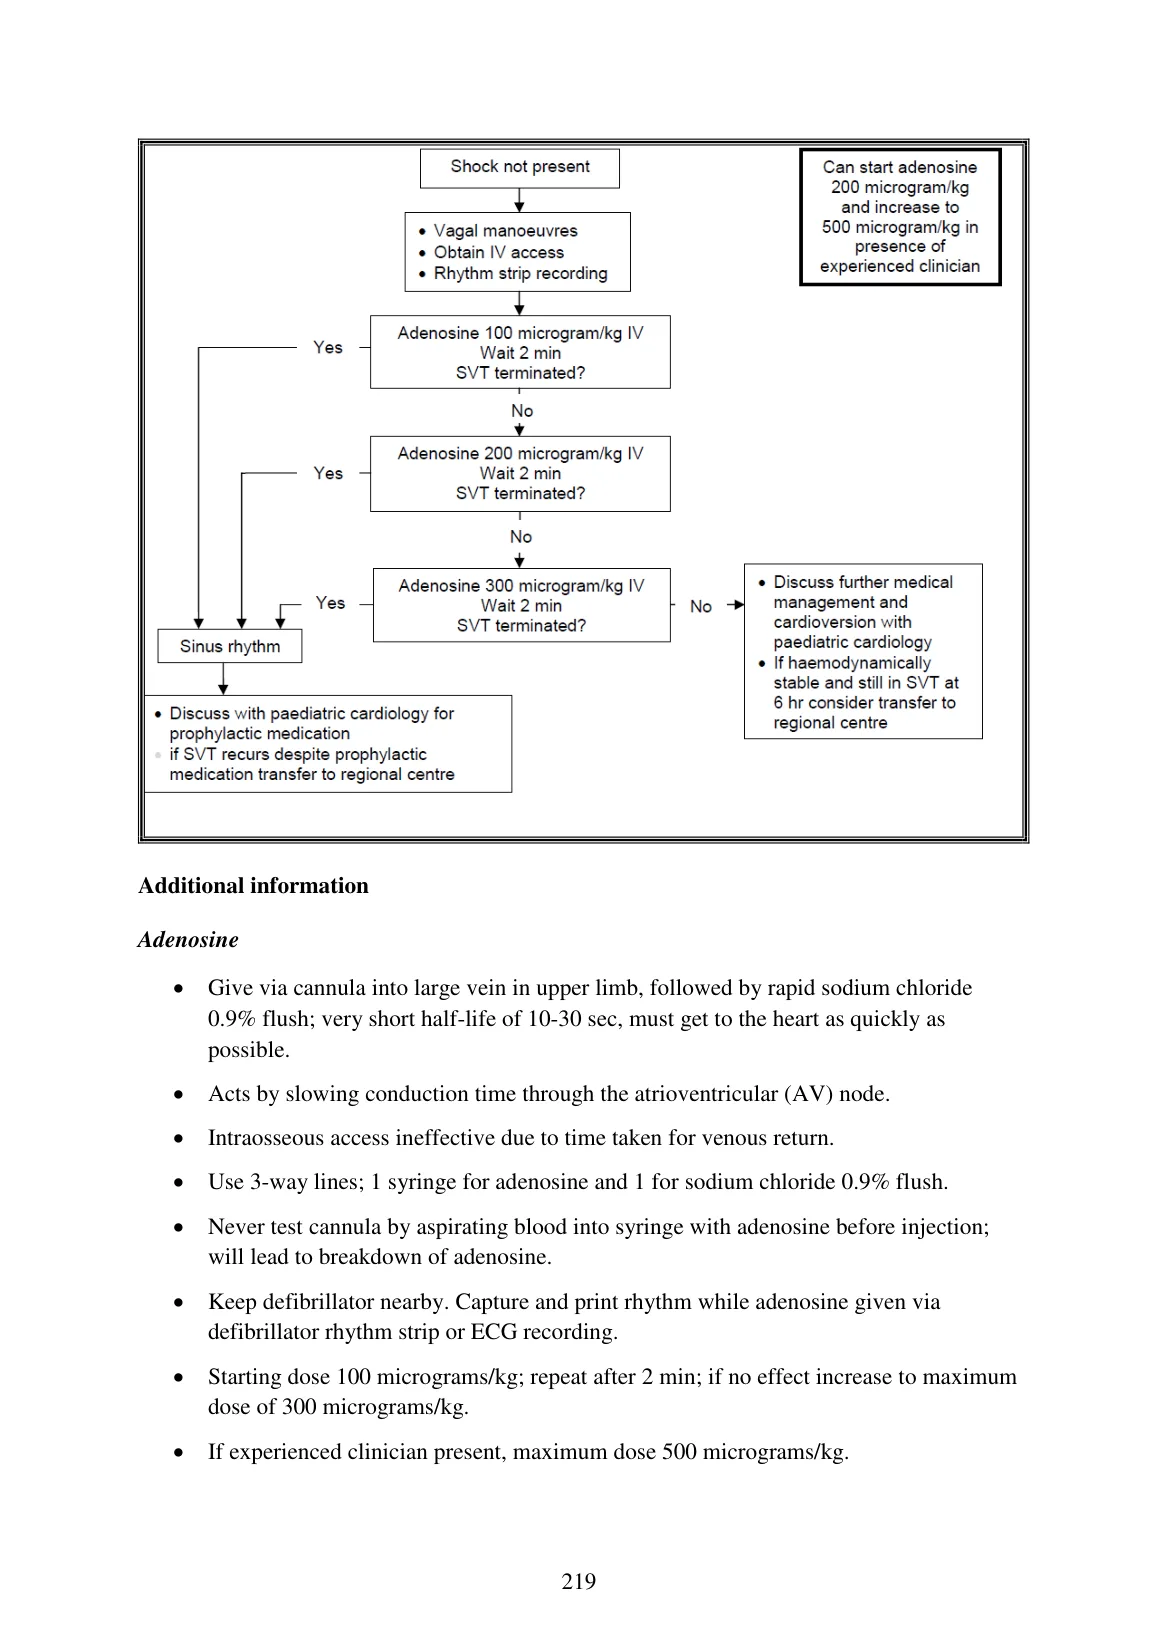 Shock not present
Can start adenosine
200 microgram/kg
and increase to
500 microgram/kg in
presence of
experienced clinician
• Vagal manoeuvres
• Obtain IV access
• Rhythm strip recording
Adenosine 100 microgram/kg IV
Wait 2 min
SVT terminated?
Yes
No
Adenosine 200 microgram/kg IV
Wait 2 min
SVT terminated?
Yes
No
Adenosine 300 microgram/kg IV
Wait 2 min
SVT terminated?
Yes
No
• Discuss further medical
management and
cardioversion with
paediatric cardiology
• If haemodynamically
stable and still in SVT at
6 hr consider transfer to
regional centre
Sinus rhythm
• Discuss with paediatric cardiology for
prophylactic medication
• if SVT recurs despite prophylactic
medication transfer to regional centre
Additional information
Adenosine
• Give via cannula into large vein in upper limb, followed by rapid sodium chloride
0.9% flush; very short half-life of 10-30 sec, must get to the heart as quickly as
possible.
• Acts by slowing conduction time through the atrioventricular (AV) node.
• Intraosseous access ineffective due to time taken for venous return.
• Use 3-way lines; 1 syringe for adenosine and 1 for sodium chloride 0.9% flush.
• Never test cannula by aspirating blood into syringe with adenosine before injection;
will lead to breakdown of adenosine.
• Keep defibrillator nearby. Capture and print rhythm while adenosine given via
defibrillator rhythm strip or ECG recording.
• Starting dose 100 micrograms/kg; repeat after 2 min; if no effect increase to maximum
dose of 300 micrograms/kg.
• If experienced clinician present, maximum dose 500 micrograms/kg.
219